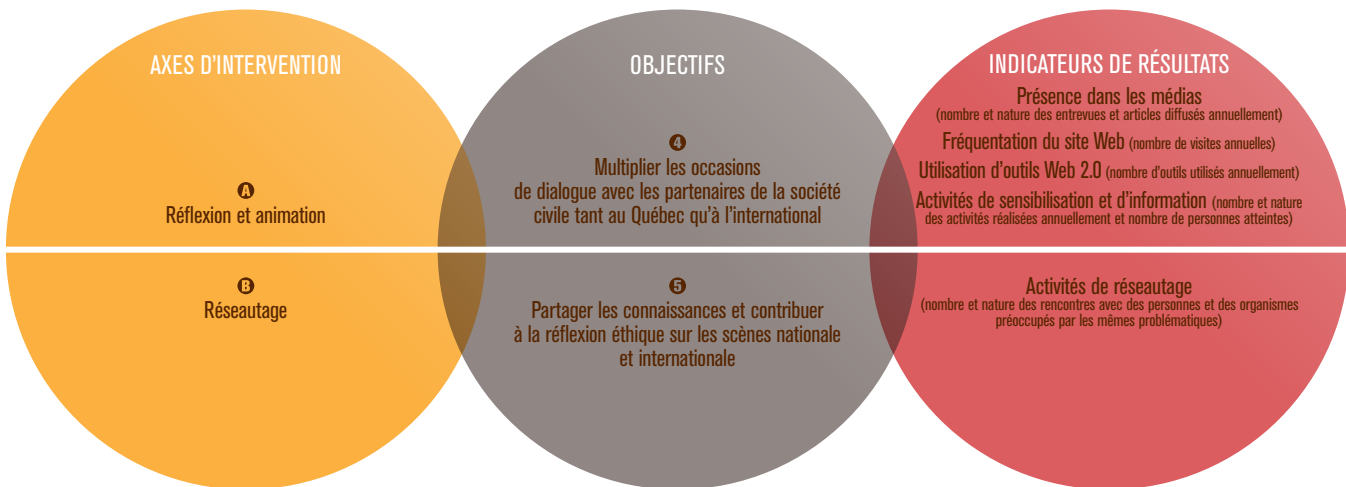 AXES D'INTERVENTION
A
Réflexion et animation
B
Réseautage
OBJECTIFS
4
Multiplier les occasions
de dialogue avec les partenaires de la société
civile tant au Québec qu'à l'international
5
Partager les connaissances et contribuer
à la réflexion éthique sur les scènes nationale
et internationale
INDICATEURS DE RÉSULTATS
Présence dans les médias
(nombre et nature des entrevues et articles diffusés annuellement)
Fréquentation du site Web (nombre de visites annuelles)
Utilisation d'outils Web 2.0 (nombre d'outils utilisés annuellement)
Activités de sensibilisation et d'information (nombre et nature
des activités réalisées annuellement et nombre de personnes atteintes)
Activités de réseautage
(nombre et nature des rencontres avec des personnes et des organismes
préoccupés par les mêmes problématiques)